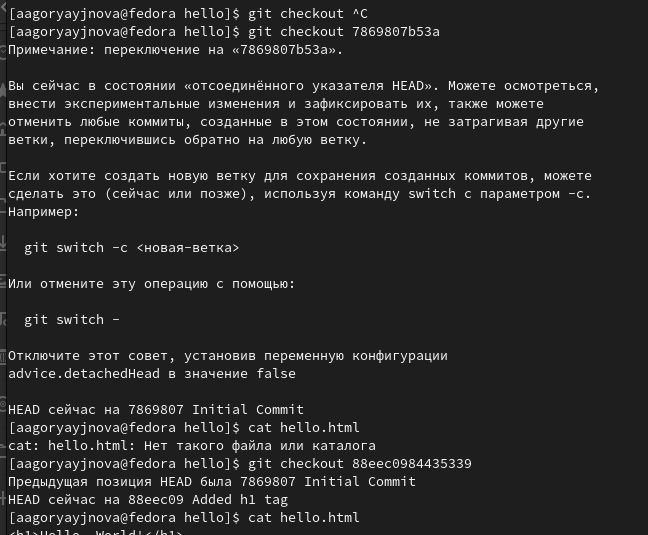 [aagoryayjnova@fedora hello]$ git checkout ^C
[aagoryayjnova@fedora hello]$ git checkout 7869807b53a
Примечание: переключение на «7869807b53a».
Вы сейчас в состоянии «отсоединённого указателя HEAD». Можете осмотреться,
внести экспериментальные изменения и зафиксировать их, также можете
отменить любые коммиты, созданные в этом состоянии, не затрагивая другие
ветки, переключившись обратно на любую ветку.
Если хотите создать новую ветку для сохранения созданных коммитов, можете
сделать это (сейчас или позже), используя команду switch с параметром -c.
Например:
git switch -c <новая-ветка>
Или отмените эту операцию с помощью:
git switch -
Отключите этот совет, установив переменную конфигурации
advice.detachedHead в значение false
HEAD сейчас на 7869807 Initial Commit
[aagoryayjnova@fedora hello]$ cat hello.html
cat: hello.html: Нет такого файла или каталога
[aagoryayjnova@fedora hello]$ git checkout 88eec0984435339
Предыдущая позиция HEAD была 7869807 Initial Commit
HEAD сейчас на 88eec09 Added h1 tag
[aagoryayjnova@fedora hello]$ cat hello.html
<h1>Hello, World!</h1>